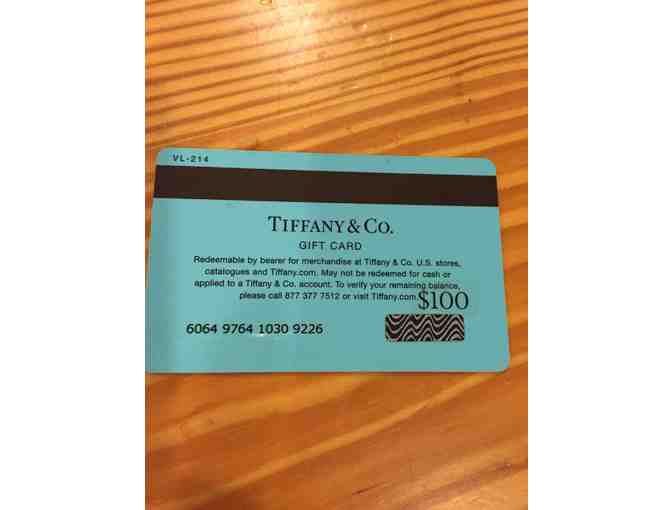 VL-214
TIFFANY & CO.
GIFT CARD
Redeemable by bearer for merchandise at Tiffany & Co. U.S. stores,
catalogues and Tiffany.com. May not be redeemed for cash or
applied to a Tiffany & Co. account. To verify your remaining balance,
please call 877 377 7512 or visit Tiffany.com.
$100
6064 9764 1030 9226